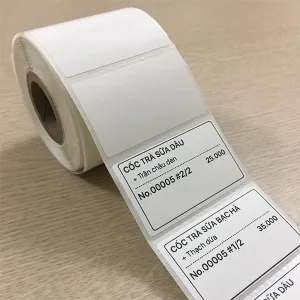 CỐC TRÀ SỮA DÂU
+ Trân châu đen 25.000
No.00005 #2/2
CỐC TRÀ SỮA BẠC HÀ
+ Thạch dừa 35.000
No.00005 #1/2